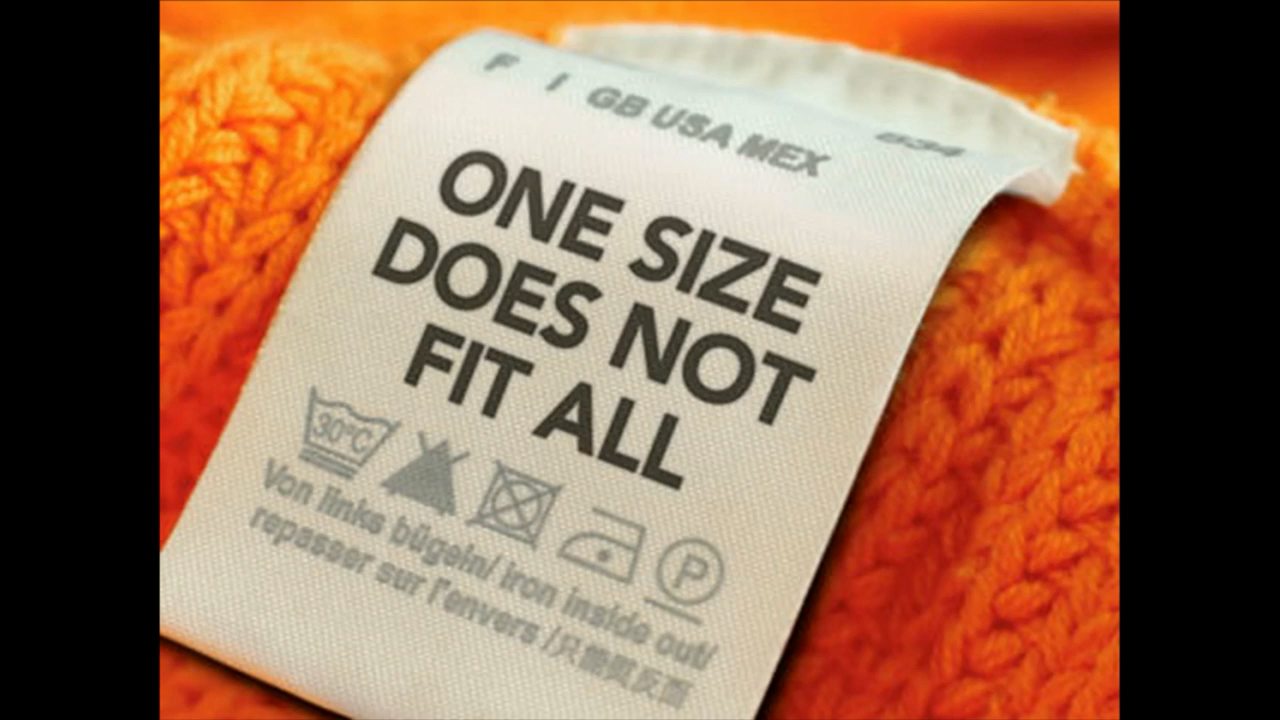 F I GB USA MEX
ONE SIZE
DOES NOT
FIT ALL
30°C
P
Von links bügeln/ iron inside out/
repasser sur l'envers /